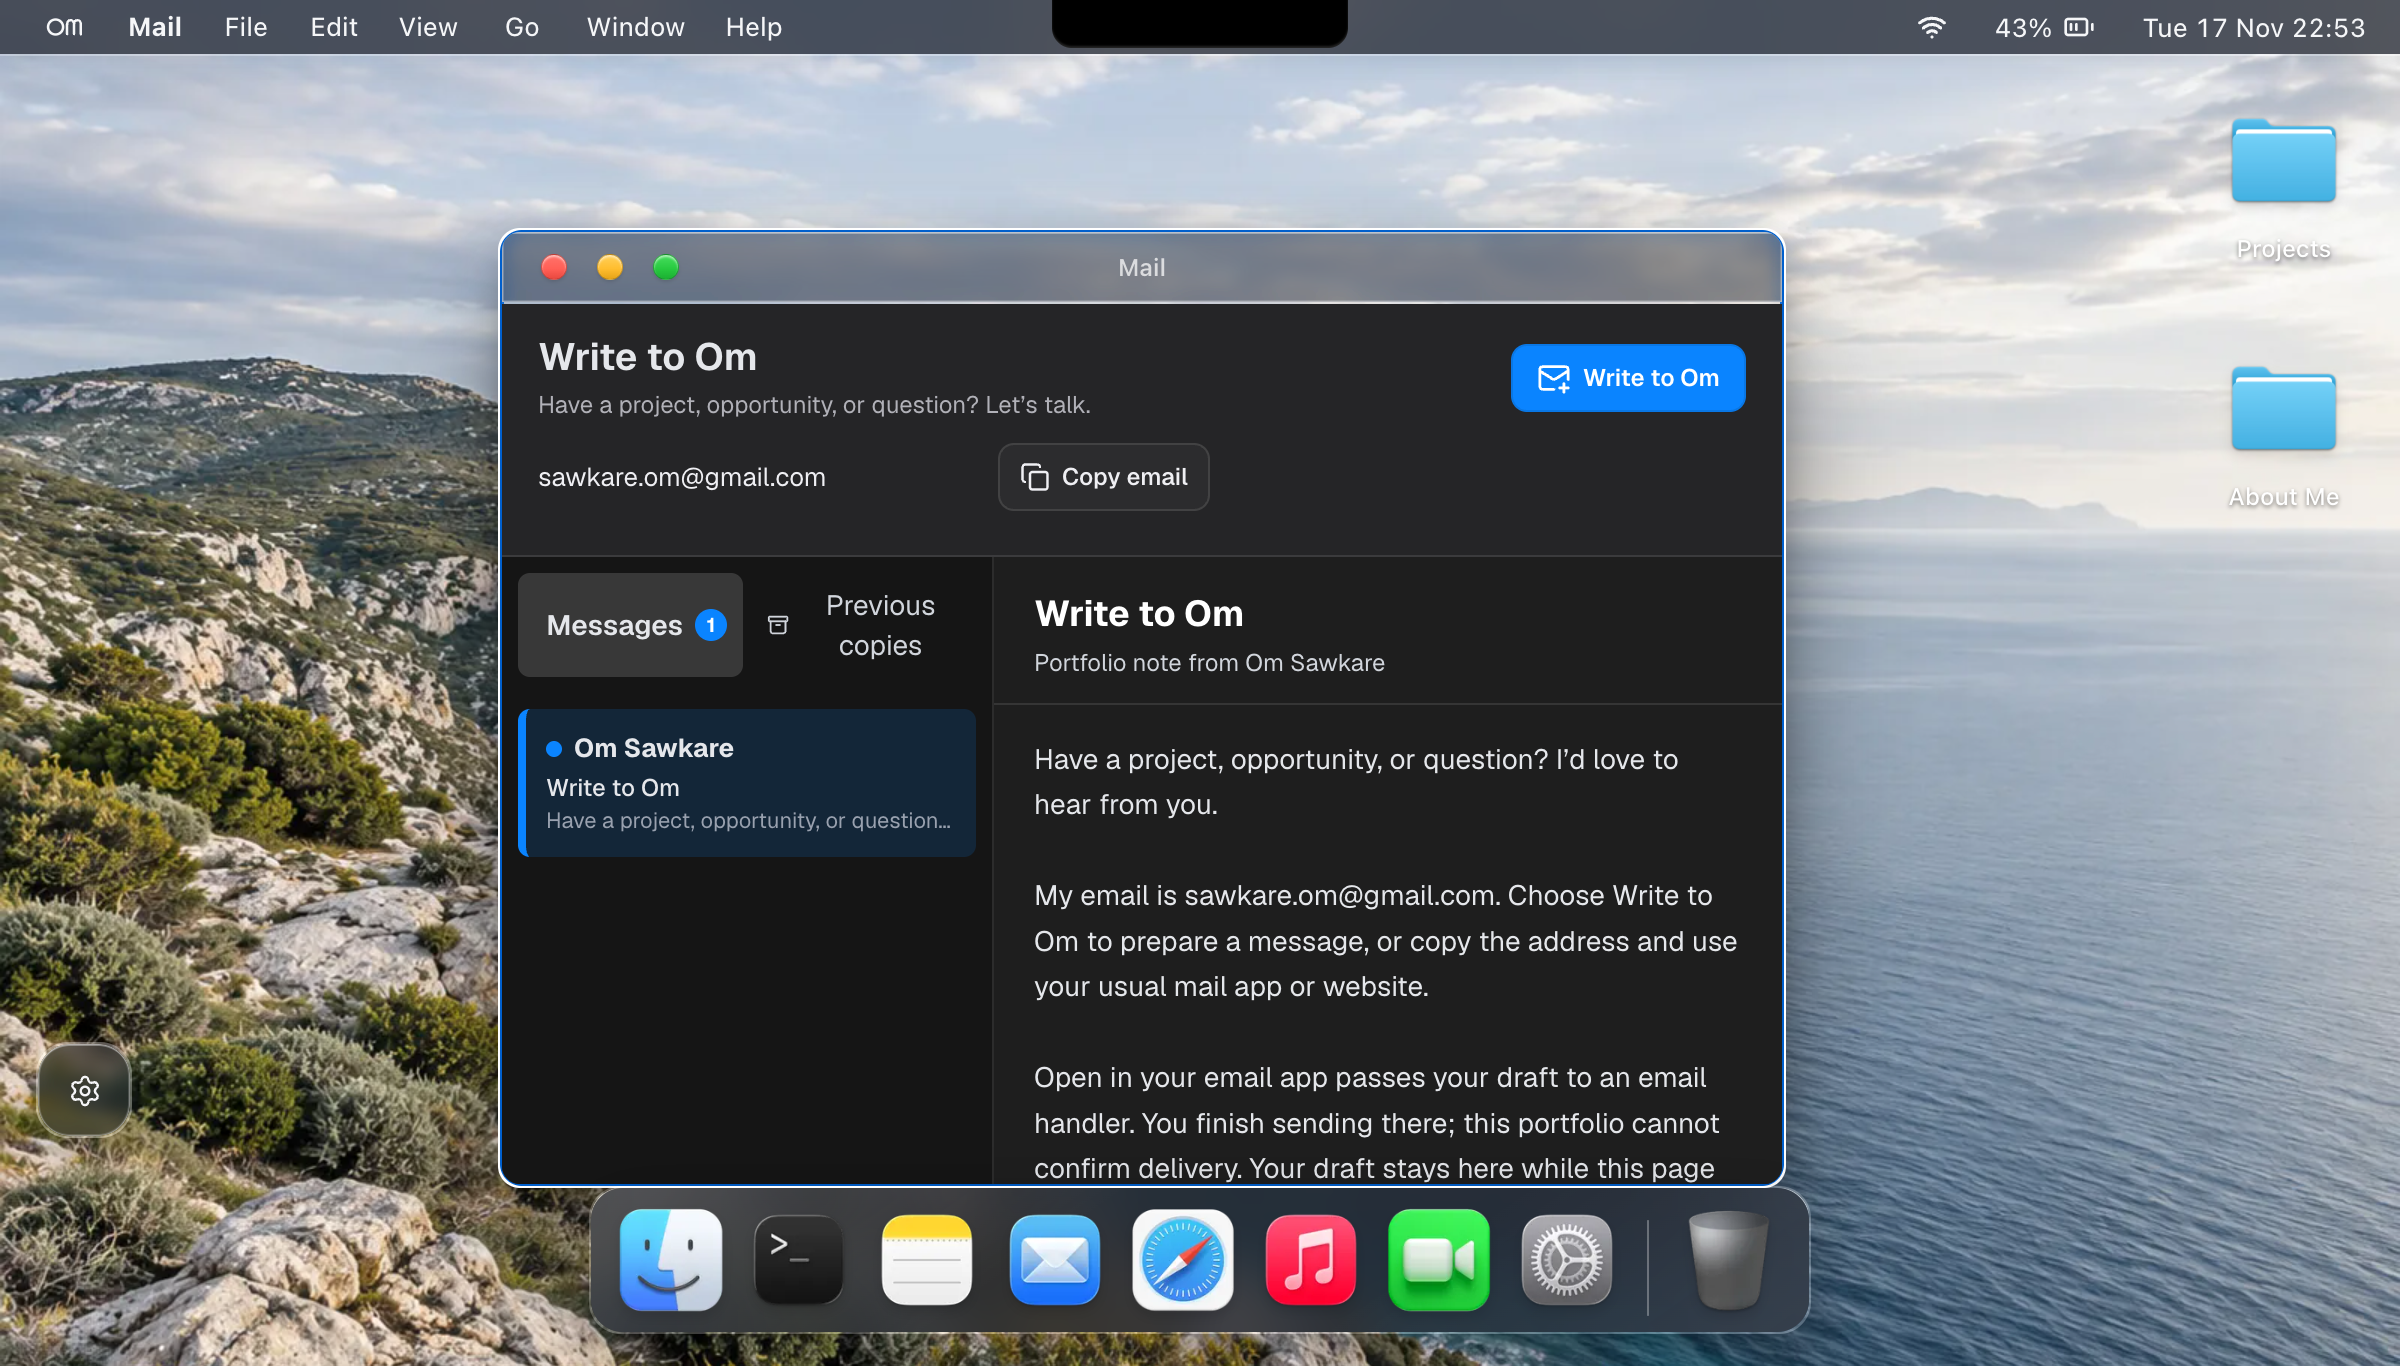 Om Mail File Edit View Go Window Help 43% Tue 17 Nov 22:53
Projects
About Me
Mail
Write to Om
Have a project, opportunity, or question? Let’s talk.
Write to Om
sawkare.om@gmail.com
Copy email
Messages 1
Previous
copies
Om Sawkare
Write to Om
Have a project, opportunity, or question...
Write to Om
Portfolio note from Om Sawkare
Have a project, opportunity, or question? I’d love to
hear from you.
My email is sawkare.om@gmail.com. Choose Write to
Om to prepare a message, or copy the address and use
your usual mail app or website.
Open in your email app passes your draft to an email
handler. You finish sending there; this portfolio cannot
confirm delivery. Your draft stays here while this page
>_